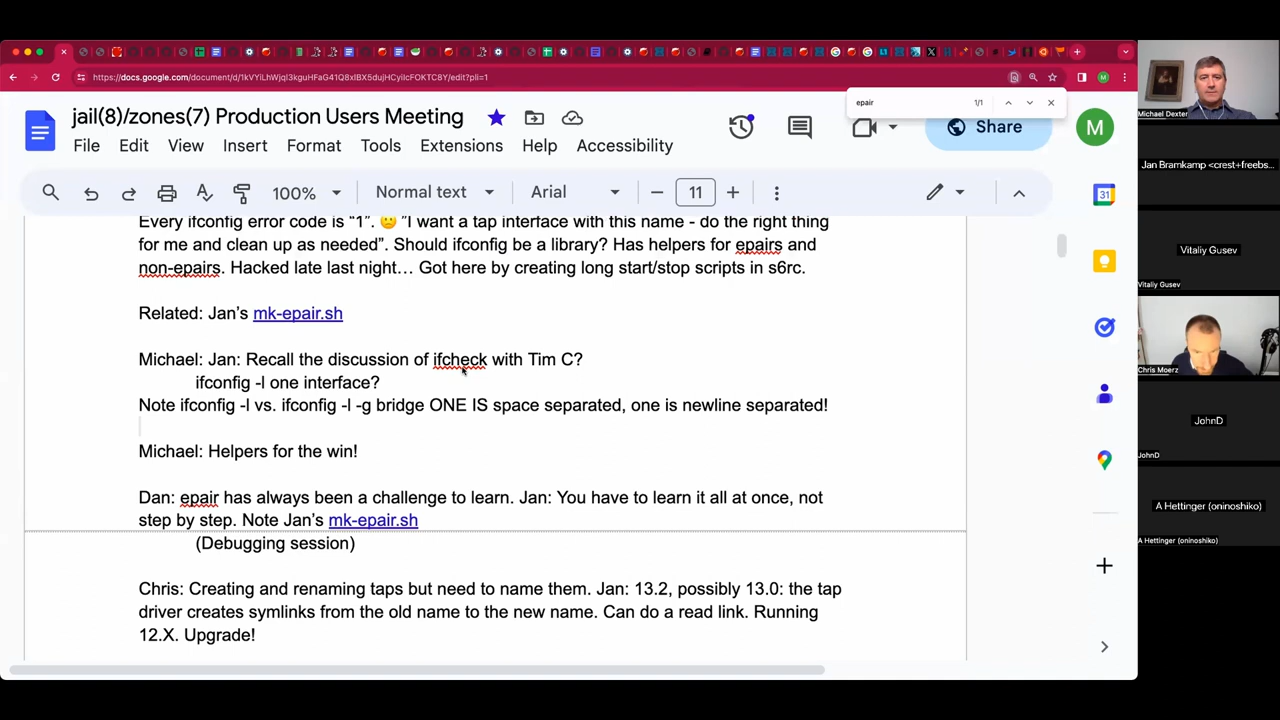 https://docs.google.com/document/d/1kVYiLhWjqI3kguHFaG41Q8xIBX5dujHCyiIcFOKTC8Y/edit?pli=1
epair
1/1
jail(8)/zones(7) Production Users Meeting
Share
M
File Edit View Insert Format Tools Extensions Help Accessibility
100% Normal text Arial 11
Every ifconfig error code is “1”. 🙁 ”I want a tap interface with this name - do the right thing
for me and clean up as needed”. Should ifconfig be a library? Has helpers for epairs and
non-epairs. Hacked late last night… Got here by creating long start/stop scripts in s6rc.
Related: Jan’s mk-epair.sh
Michael: Jan: Recall the discussion of ifcheck with Tim C?
ifconfig -l one interface?
Note ifconfig -l vs. ifconfig -l -g bridge ONE IS space separated, one is newline separated!
Michael: Helpers for the win!
Dan: epair has always been a challenge to learn. Jan: You have to learn it all at once, not
step by step. Note Jan’s mk-epair.sh
(Debugging session)
Chris: Creating and renaming taps but need to name them. Jan: 13.2, possibly 13.0: the tap
driver creates symlinks from the old name to the new name. Can do a read link. Running
12.X. Upgrade!
31
Michael Dexter
Jan Bramkamp <crest+freebs...
Vitaliy Gusev
Vitaliy Gusev
Chris Moerz
JohnD
JohnD
A Hettinger (oninoshiko)
A Hettinger (oninoshiko)